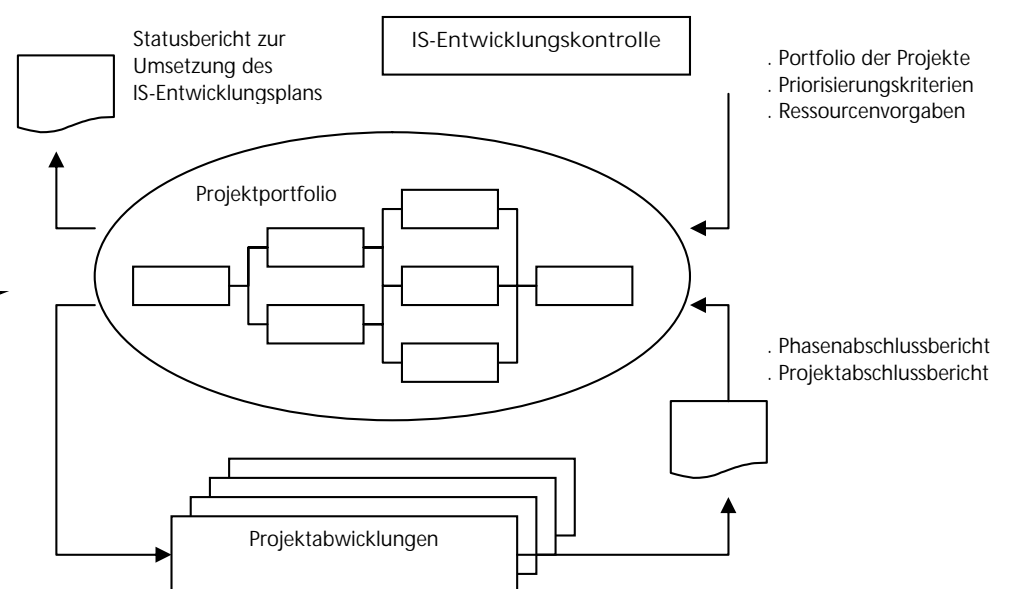 Statusbericht zur
Umsetzung des
IS-Entwicklungsplans
IS-Entwicklungskontrolle
. Portfolio der Projekte
. Priorisierungskriterien
. Ressourcenvorgaben
Projektportfolio
. Phasenabschlussbericht
. Projektabschlussbericht
Projektabwicklungen